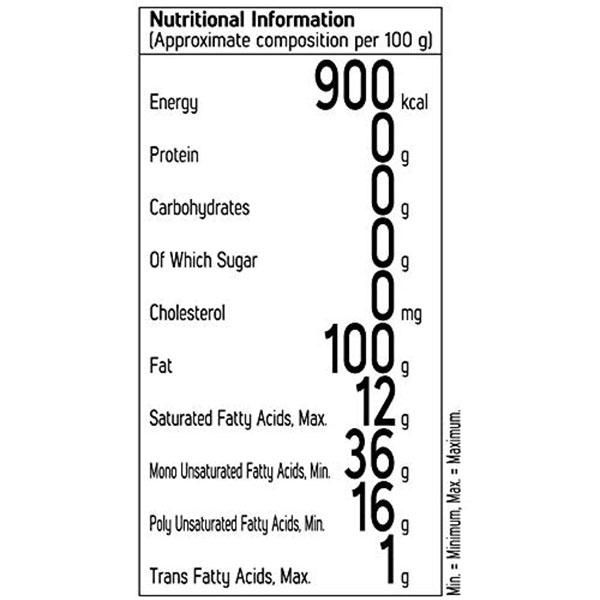 Nutritional Information
(Approximate composition per 100 g)
Energy 900 kcal
Protein 0 g
Carbohydrates 0 g
Of Which Sugar 0 g
Cholesterol 0 mg
Fat 100 g
Saturated Fatty Acids, Max. 12 g
Mono Unsaturated Fatty Acids, Min. 36 g
Poly Unsaturated Fatty Acids, Min. 16 g
Trans Fatty Acids, Max. 1 g
Min. = Minimum, Max. = Maximum.